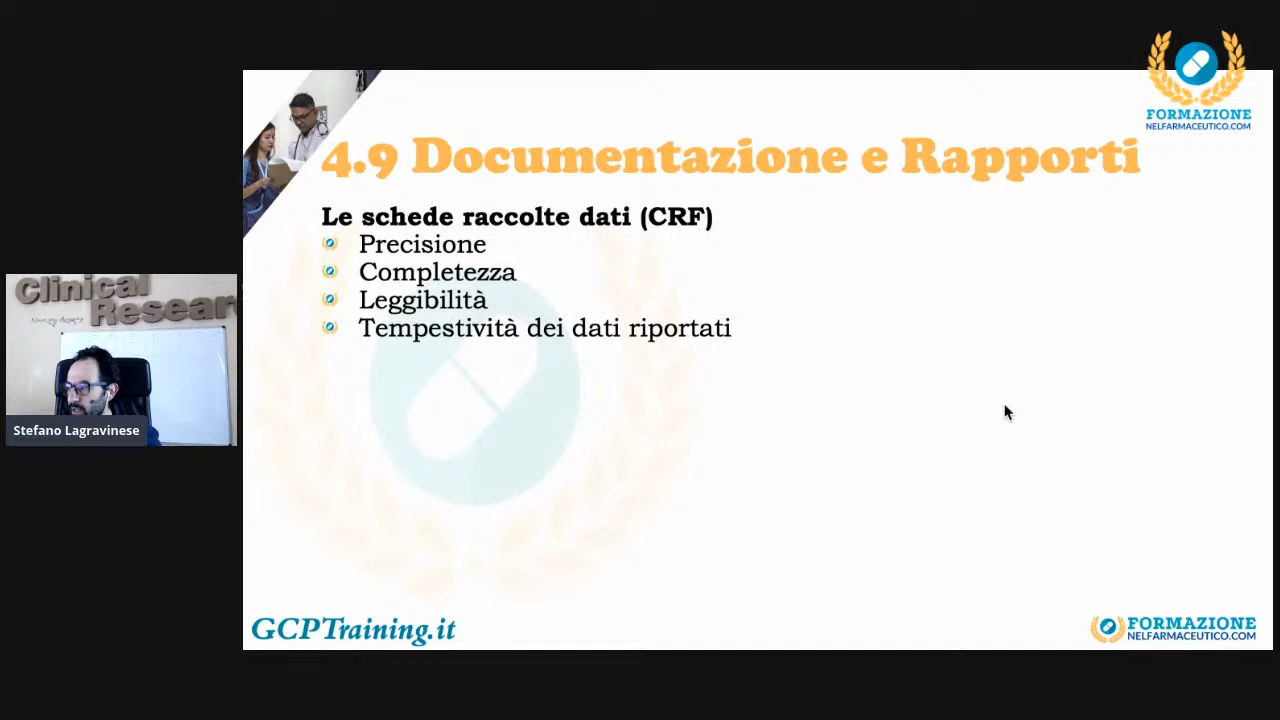 FORMAZIONE
NELFARMACEUTICO.COM
4.9 Documentazione e Rapporti
Le schede raccolte dati (CRF)
Precisione
Completezza
Leggibilità
Tempestività dei dati riportati
Clinical
Resear
Stefano Lagravinese
GCPTraining.it
FORMAZIONE
NELFARMACEUTICO.COM